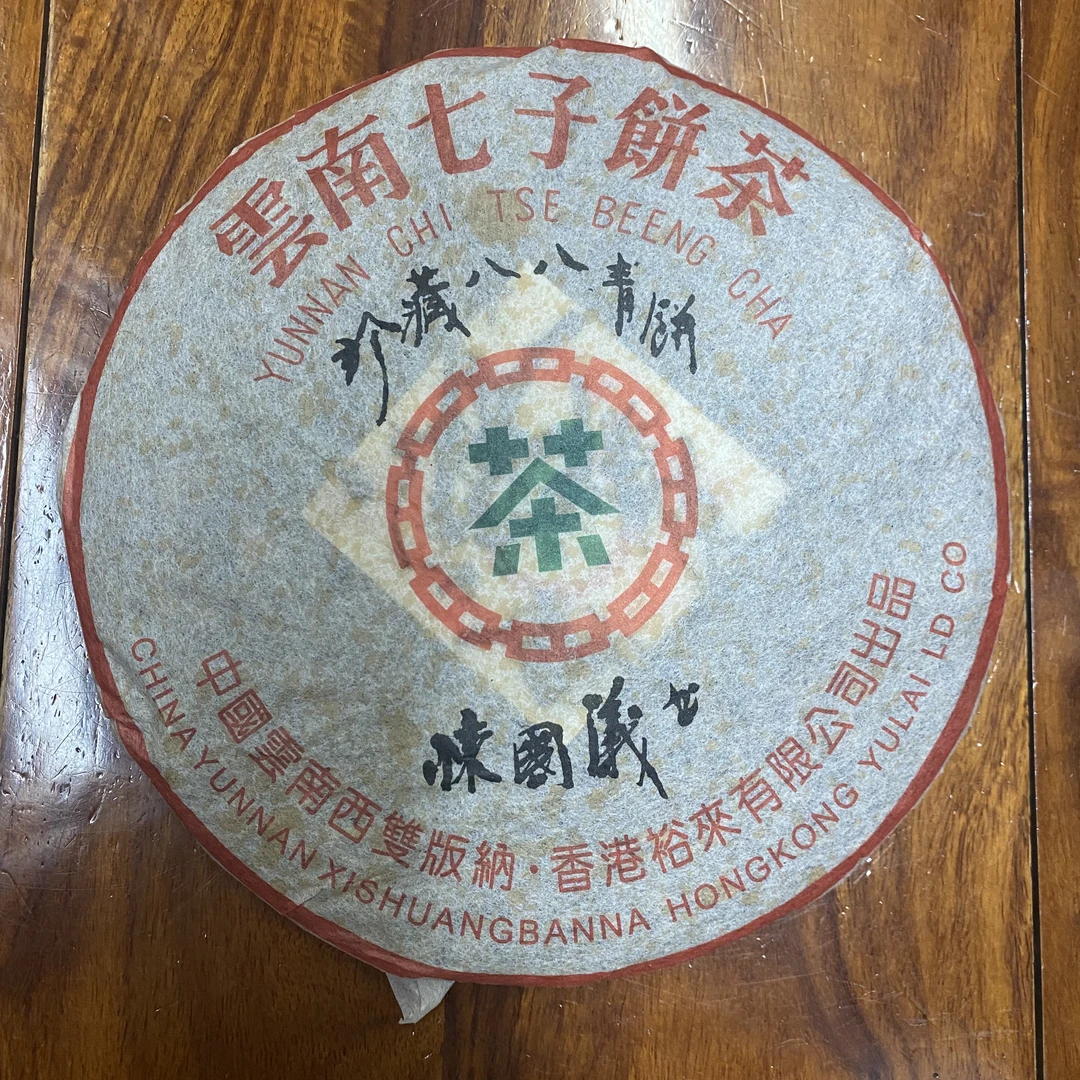 雲南七子餅茶
YUNNAN CHI TSE BEENG CHA
珍藏八八青餅
茶
陳國義
中國雲南西雙版納·香港裕來有限公司出品
CHINA YUNNAN XISHUANGBANNA HONGKONG YULAI LD CO